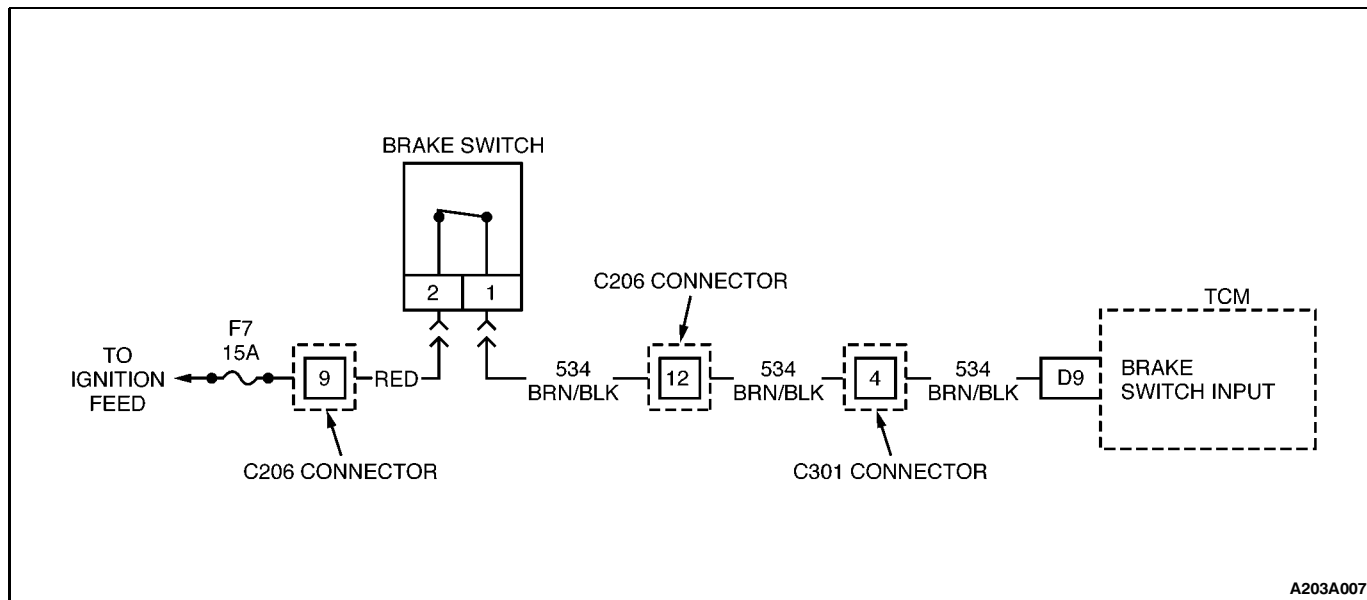 BRAKE SWITCH
2 1
C206 CONNECTOR
TCM
F7
15A
TO
IGNITION
FEED
9
RED
534
BRN/BLK
12
534
BRN/BLK
4
534
BRN/BLK
D9
BRAKE
SWITCH INPUT
C206 CONNECTOR
C301 CONNECTOR
A203A007